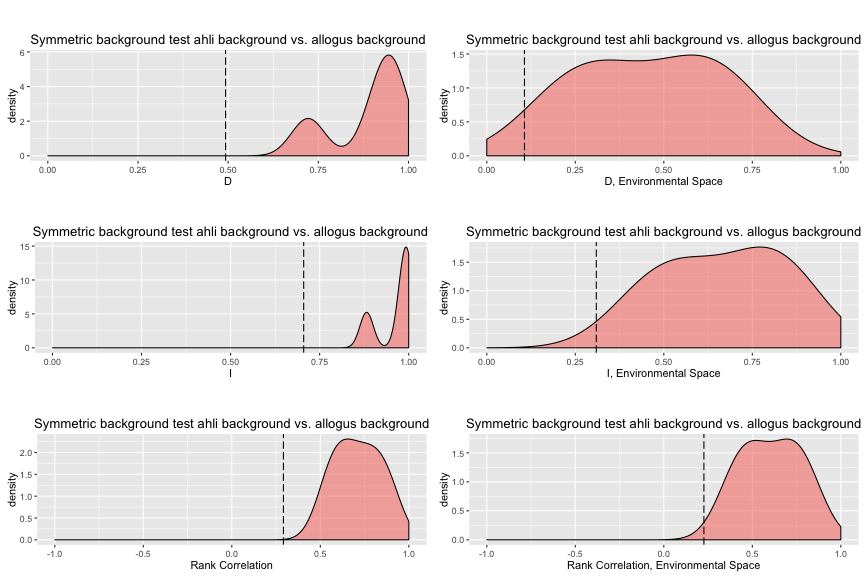 Symmetric background test ahli background vs. allogus background
6
4
2
0
density
0.00 0.25 0.50 0.75 1.00
D
Symmetric background test ahli background vs. allogus background
1.5
1.0
0.5
0.0
density
0.00 0.25 0.50 0.75 1.00
D, Environmental Space
Symmetric background test ahli background vs. allogus background
15
10
5
0
density
0.00 0.25 0.50 0.75 1.00
I
Symmetric background test ahli background vs. allogus background
1.5
1.0
0.5
0.0
density
0.00 0.25 0.50 0.75 1.00
I, Environmental Space
Symmetric background test ahli background vs. allogus background
2.0
1.5
1.0
0.5
0.0
density
-1.0 -0.5 0.0 0.5 1.0
Rank Correlation
Symmetric background test ahli background vs. allogus background
1.5
1.0
0.5
0.0
density
-1.0 -0.5 0.0 0.5 1.0
Rank Correlation, Environmental Space